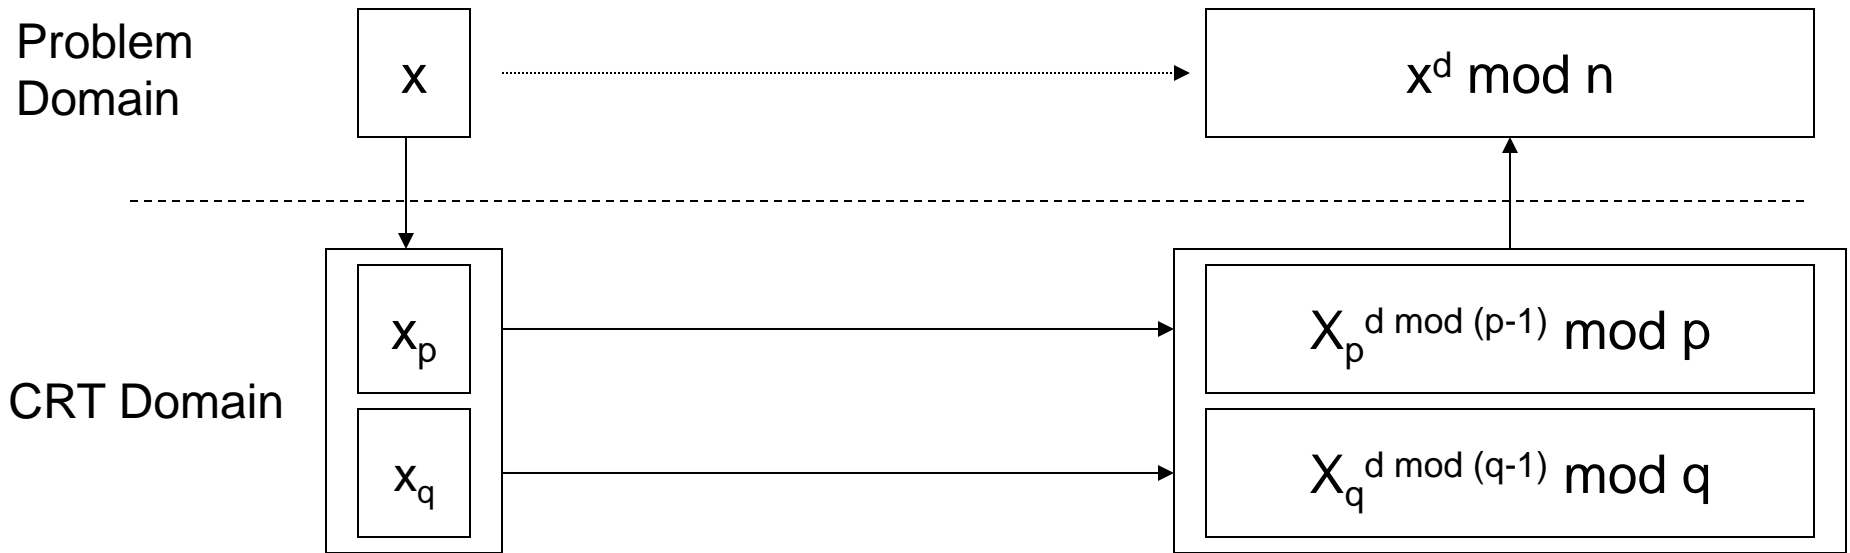 Problem
Domain
x
x^d mod n
x_p
X_p^d mod (p-1) mod p
CRT Domain
x_q
X_q^d mod (q-1) mod q